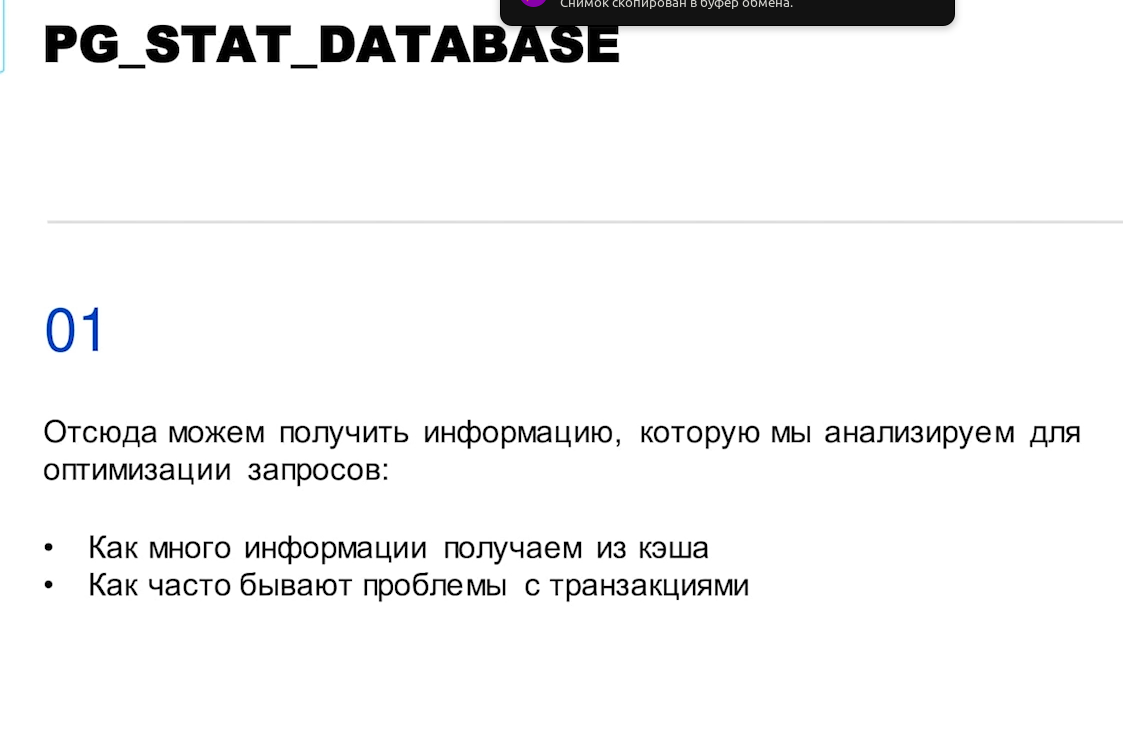 Снимок скопирован в буфер обмена.
PG_STAT_DATABASE
01
Отсюда можем получить информацию, которую мы анализируем для
оптимизации запросов:
• Как много информации получаем из кэша
• Как часто бывают проблемы с транзакциями